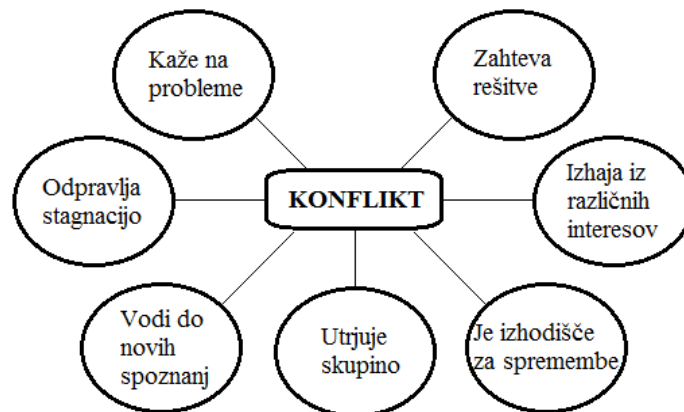 Kaže na
probleme
Zahteva
rešitve
Odpravlja
stagnacijo
KONFLIKT
Izhaja iz
različnih
interesov
Vodi do
novih
spoznanj
Utrjuje
skupino
Je izhodišče
za spremembe